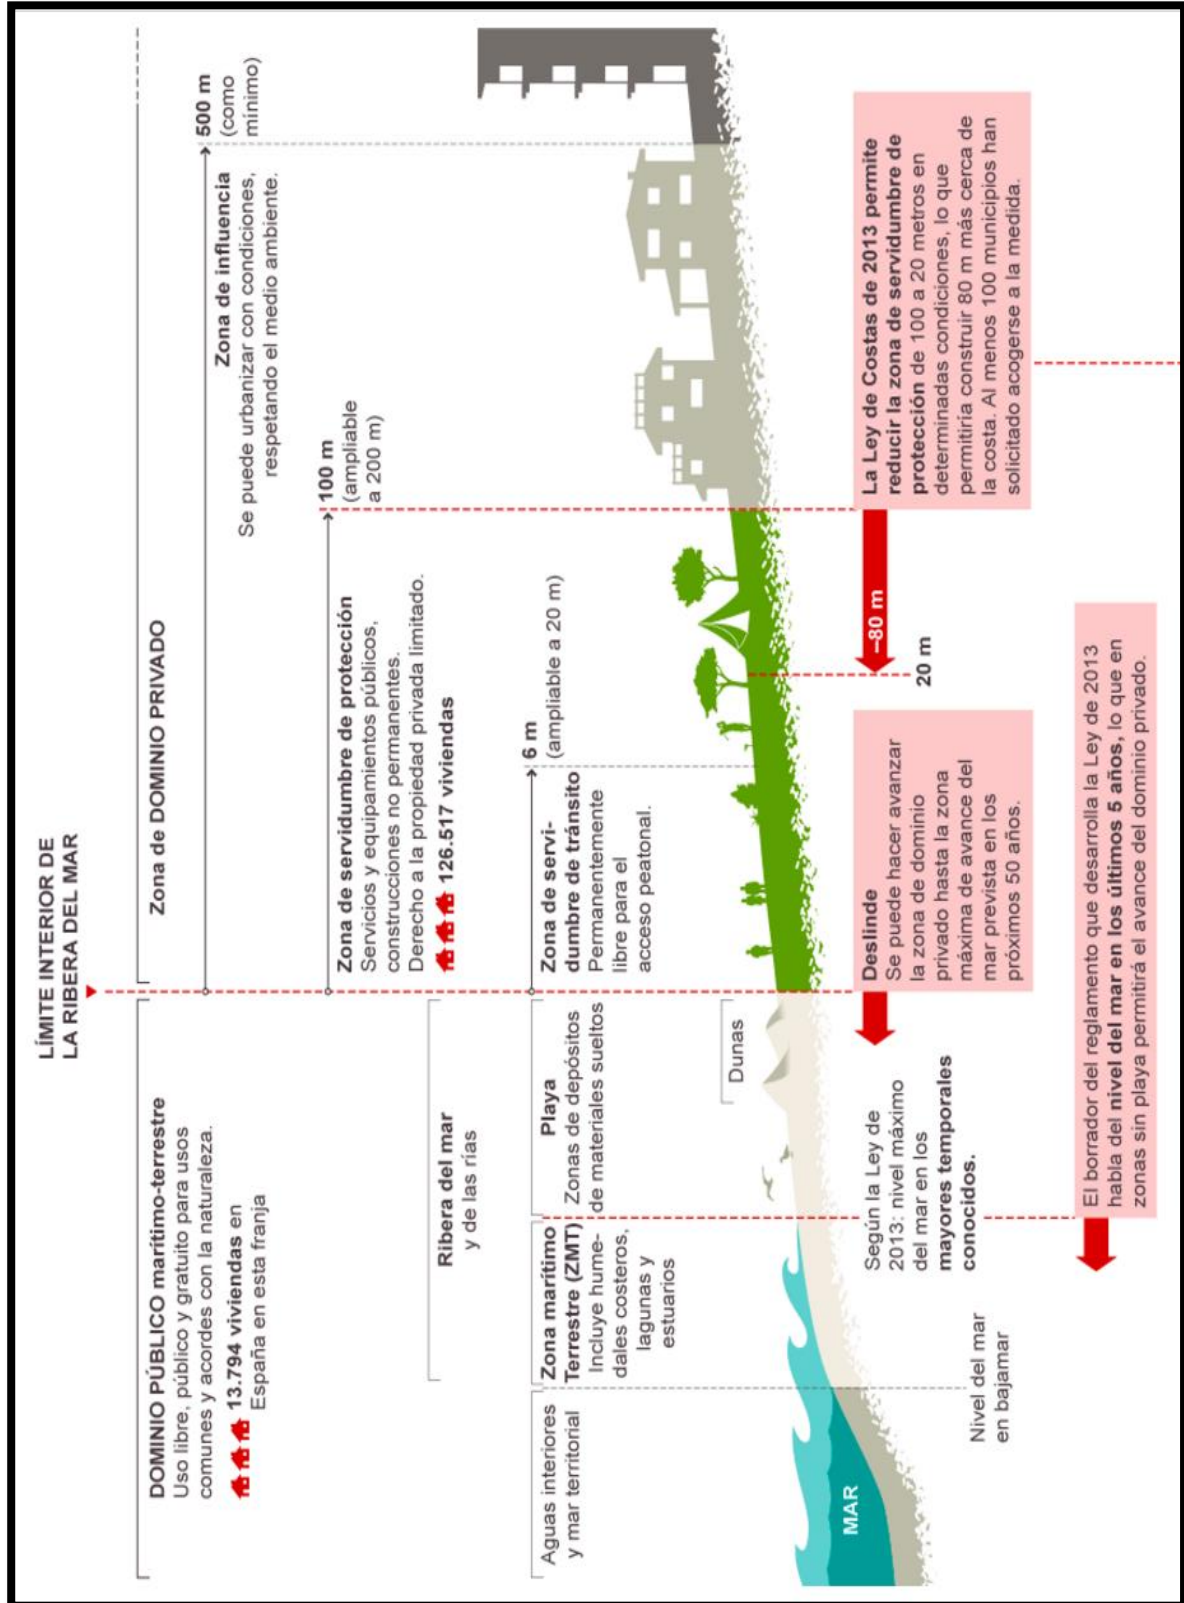 LÍMITE INTERIOR DE
LA RIBERA DEL MAR
DOMINIO PÚBLICO marítimo-terrestre
Uso libre, público y gratuito para usos
comunes y acordes con la naturaleza.
13.794 viviendas en
España en esta franja
Zona de DOMINIO PRIVADO
500 m
(como
mínimo)
Zona de influencia
Se puede urbanizar con condiciones,
respetando el medio ambiente.
100 m
(ampliable
a 200 m)
Zona de servidumbre de protección
Servicios y equipamientos públicos,
construcciones no permanentes.
Derecho a la propiedad privada limitado.
126.517 viviendas
Ribera del mar
y de las rías
Aguas interiores
y mar territorial
Zona marítimo
Terrestre (ZMT)
Incluye hume-
dales costeros,
lagunas y
estuarios
Playa
Zonas de depósitos
de materiales sueltos
Zona de servi-
dumbre de tránsito
Permanentemente
libre para el
acceso peatonal.
6 m
(ampliable a 20 m)
Dunas
MAR
Nivel del mar
en bajamar
Según la Ley de
2013: nivel máximo
del mar en los
mayores temporales
conocidos.
Deslinde
Se puede hacer avanzar
la zona de dominio
privado hasta la zona
máxima de avance del
mar prevista en los
próximos 50 años.
–80 m
20 m
La Ley de Costas de 2013 permite
reducir la zona de servidumbre de
protección de 100 a 20 metros en
determinadas condiciones, lo que
permitiría construir 80 m más cerca de
la costa. Al menos 100 municipios han
solicitado acogerse a la medida.
El borrador del reglamento que desarrolla la Ley de 2013
habla del nivel del mar en los últimos 5 años, lo que en
zonas sin playa permitirá el avance del dominio privado.